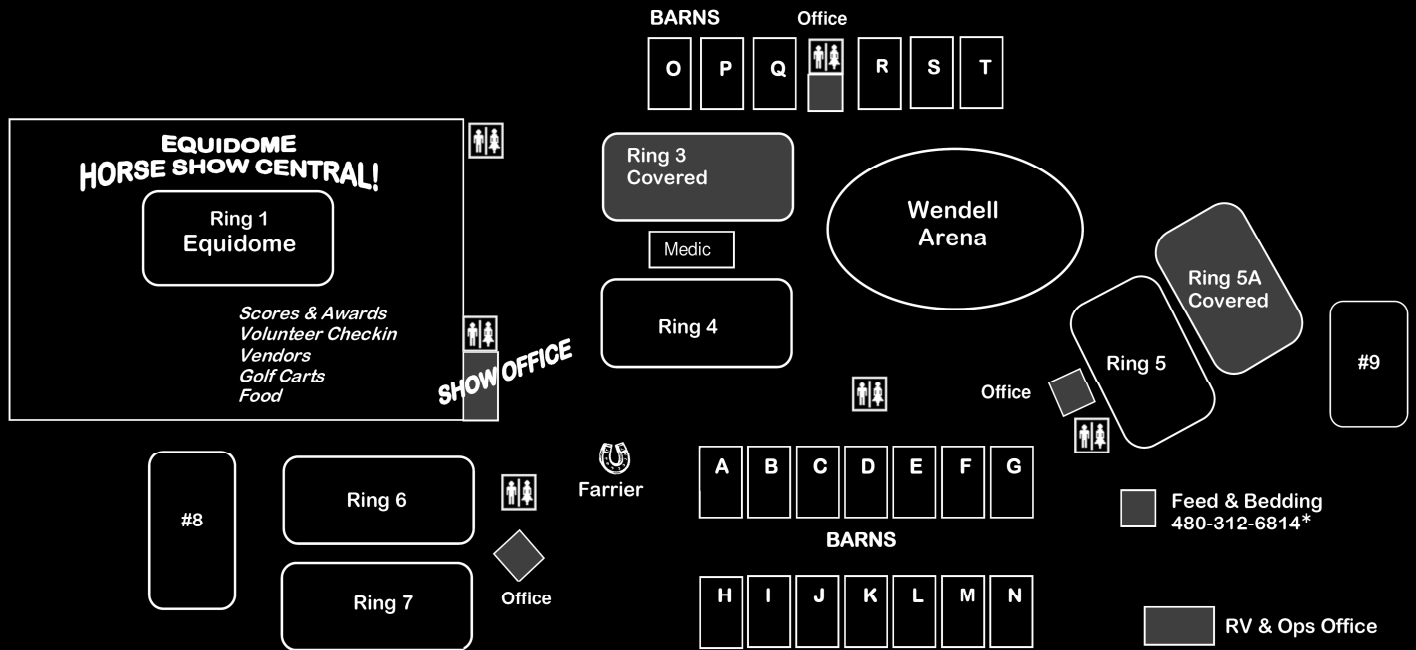 BARNS
Office
O
P
Q
R
S
T
EQUIDOME
HORSE SHOW CENTRAL!
Ring 1
Equidome
Scores & Awards
Volunteer Checkin
Vendors
Golf Carts
Food
SHOW OFFICE
Ring 3
Covered
Medic
Ring 4
Wendell
Arena
Ring 5A
Covered
Ring 5
Office
#9
#8
Ring 6
Ring 7
Office
Farrier
A
B
C
D
E
F
G
BARNS
H
I
J
K
L
M
N
Feed & Bedding
480-312-6814*
RV & Ops Office